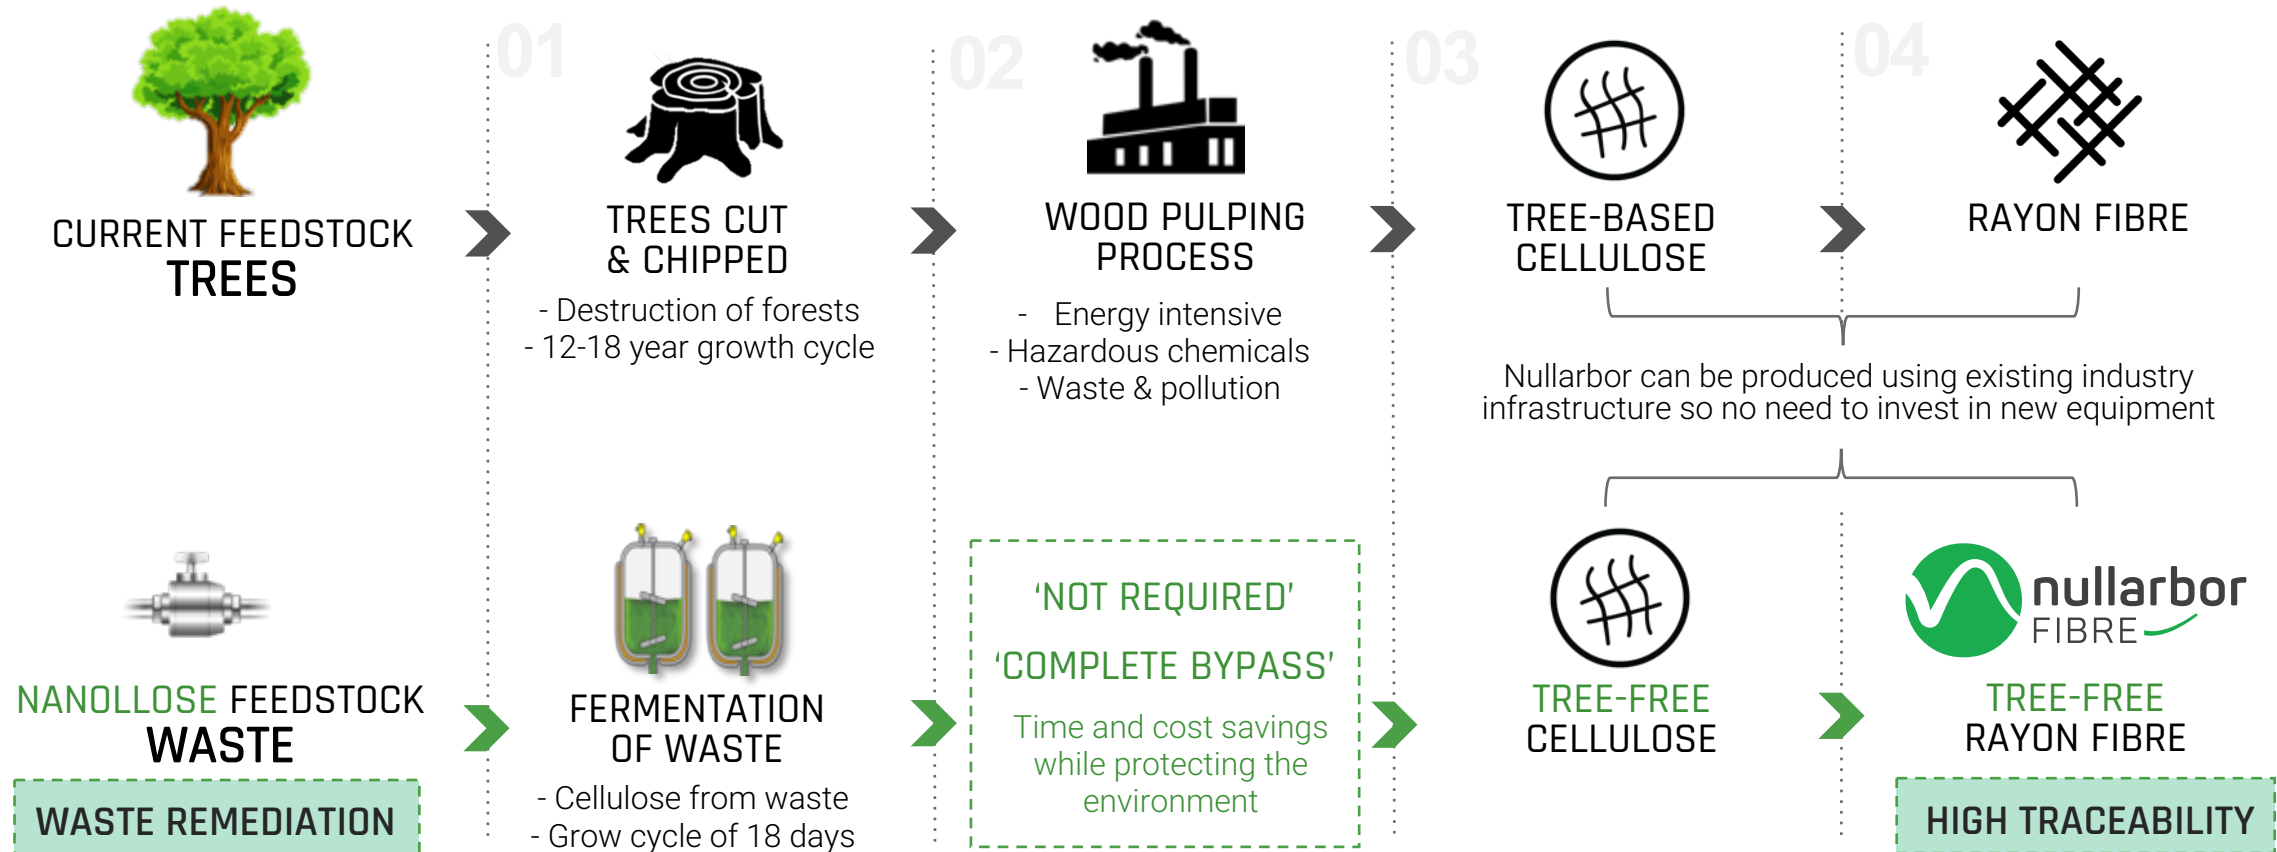 01
02
03
04
CURRENT FEEDSTOCK
TREES
TREES CUT
& CHIPPED
- Destruction of forests
- 12-18 year growth cycle
WOOD PULPING
PROCESS
- Energy intensive
- Hazardous chemicals
- Waste & pollution
TREE-BASED
CELLULOSE
RAYON FIBRE
Nullarbor can be produced using existing industry
infrastructure so no need to invest in new equipment
NANOLLOSE FEEDSTOCK
WASTE
WASTE REMEDIATION
FERMENTATION
OF WASTE
- Cellulose from waste
- Grow cycle of 18 days
‘NOT REQUIRED’
‘COMPLETE BYPASS’
Time and cost savings
while protecting the
environment
TREE-FREE
CELLULOSE
nullarbor
FIBRE
TREE-FREE
RAYON FIBRE
HIGH TRACEABILITY